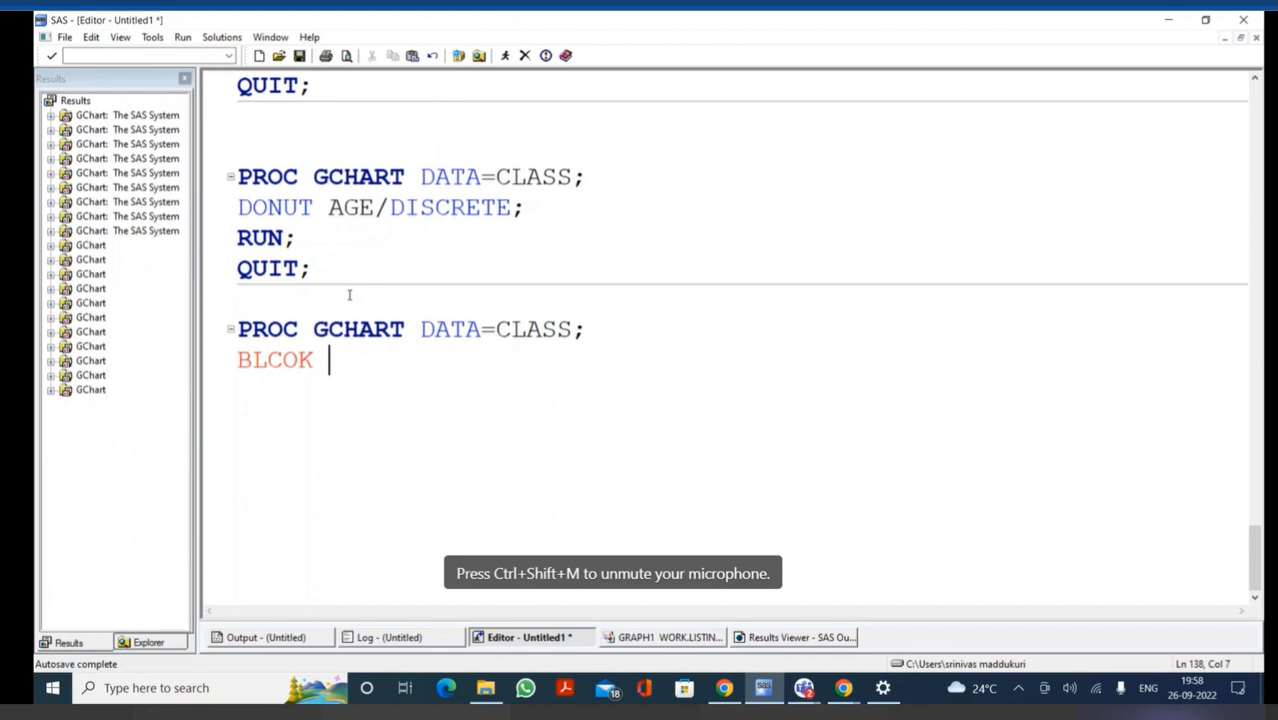 SAS - [Editor - Untitled1 *]
File Edit View Tools Run Solutions Window Help
Results
Results
GChart: The SAS System
GChart: The SAS System
GChart: The SAS System
GChart: The SAS System
GChart: The SAS System
GChart: The SAS System
GChart: The SAS System
GChart: The SAS System
GChart: The SAS System
GChart
GChart
GChart
GChart
GChart
GChart
GChart
GChart
GChart
GChart
GChart
QUIT;
PROC GCHART DATA=CLASS;
DONUT AGE/DISCRETE;
RUN;
QUIT;
PROC GCHART DATA=CLASS;
BLCOK
Press Ctrl+Shift+M to unmute your microphone.
Results Explorer
Output - (Untitled) Log - (Untitled) Editor - Untitled1 * GRAPH1 WORK.LISTIN... Results Viewer - SAS Ou...
Autosave complete C:\Users\srinivas maddukuri Ln 138, Col 7
Type here to search 18 sas 24°C ENG 19:58
26-09-2022